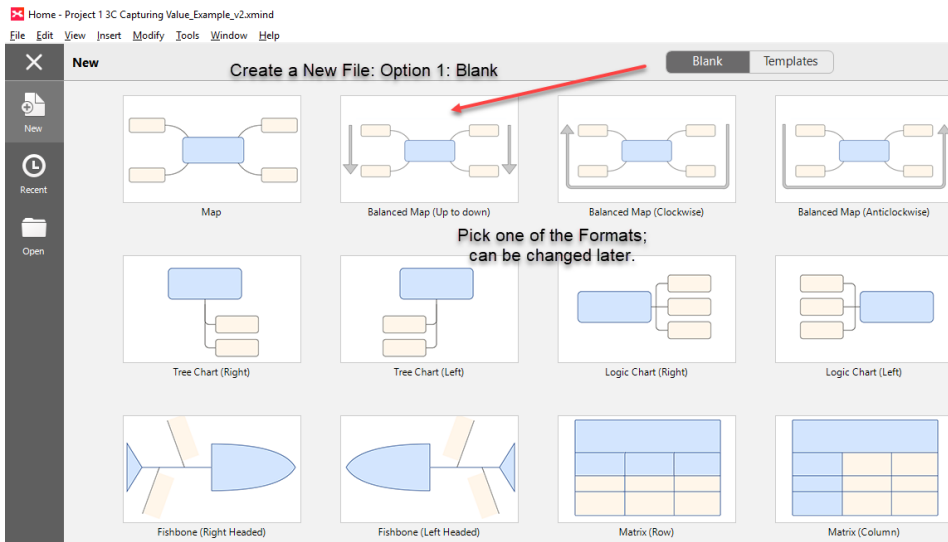 Home - Project 1 3C Capturing Value_Example_v2.xmind
File Edit View Insert Modify Tools Window Help
New
Blank Templates
Create a New File: Option 1: Blank
New
Recent
Open
Map
Balanced Map (Up to down)
Balanced Map (Clockwise)
Balanced Map (Anticlockwise)
Pick one of the Formats;
can be changed later.
Tree Chart (Right)
Tree Chart (Left)
Logic Chart (Right)
Logic Chart (Left)
Fishbone (Right Headed)
Fishbone (Left Headed)
Matrix (Row)
Matrix (Column)